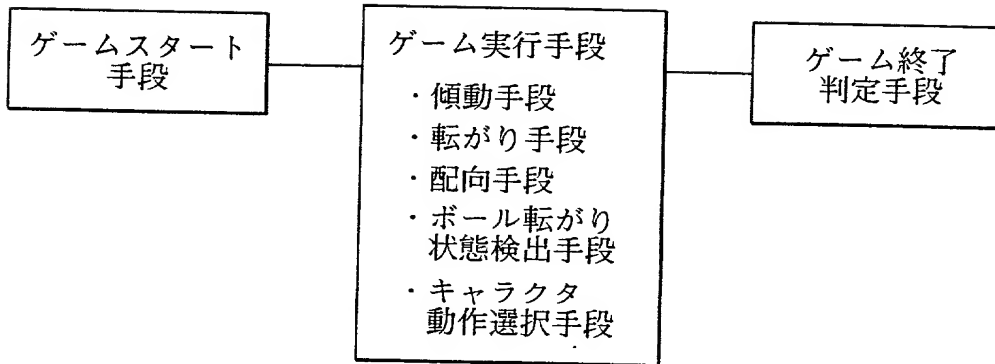 ゲームスタート
手段
ゲーム実行手段
・傾動手段
・転がり手段
・配向手段
・ボール転がり
状態検出手段
・キャラクタ
動作選択手段
ゲーム終了
判定手段